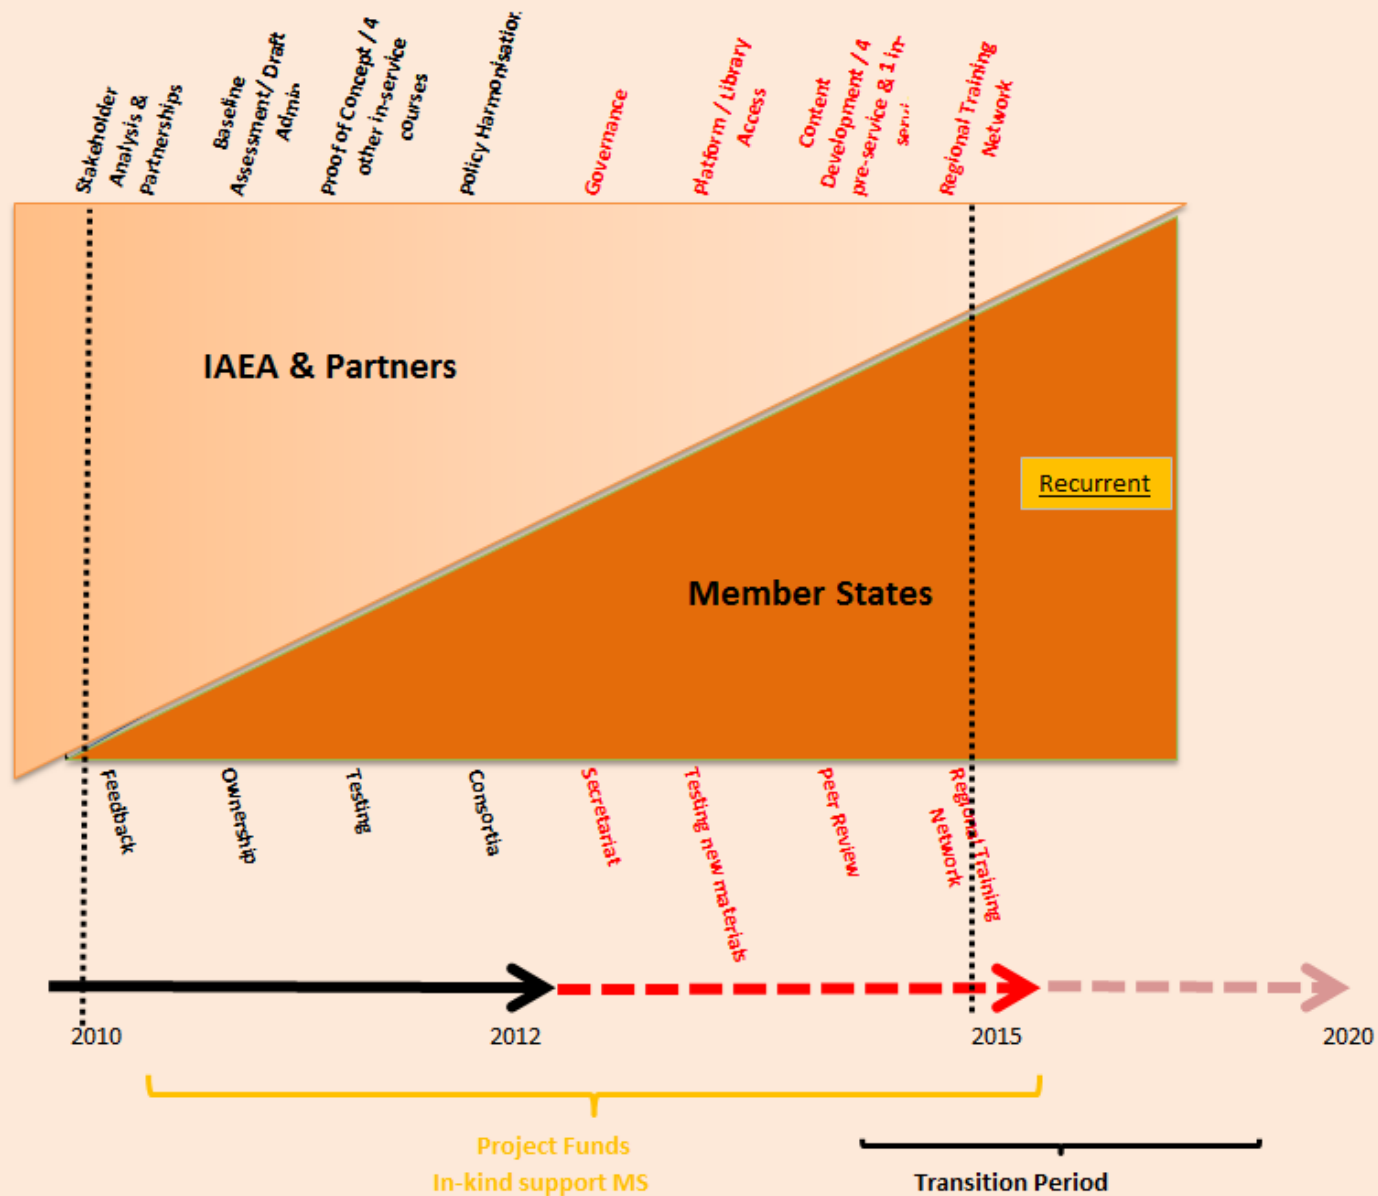 Stakeholder
Analysis &
Partnerships
Baseline
Assessment/ Draft
Admin
Proof of Concept / 4
other in-service
courses
policy Harmonisation
Governance
Platform / Library
Access
Content
Development / 4
pre-service & 1 in-
Regional Training
Network
IAEA & Partners
Recurrent
Member States
Feedback
Ownership
Testing
Consortia
Secretariat
Testing new materials
Peer Review
Regional Training
Network
2010
2012
2015
2020
Project Funds
In-kind support MS
Transition Period